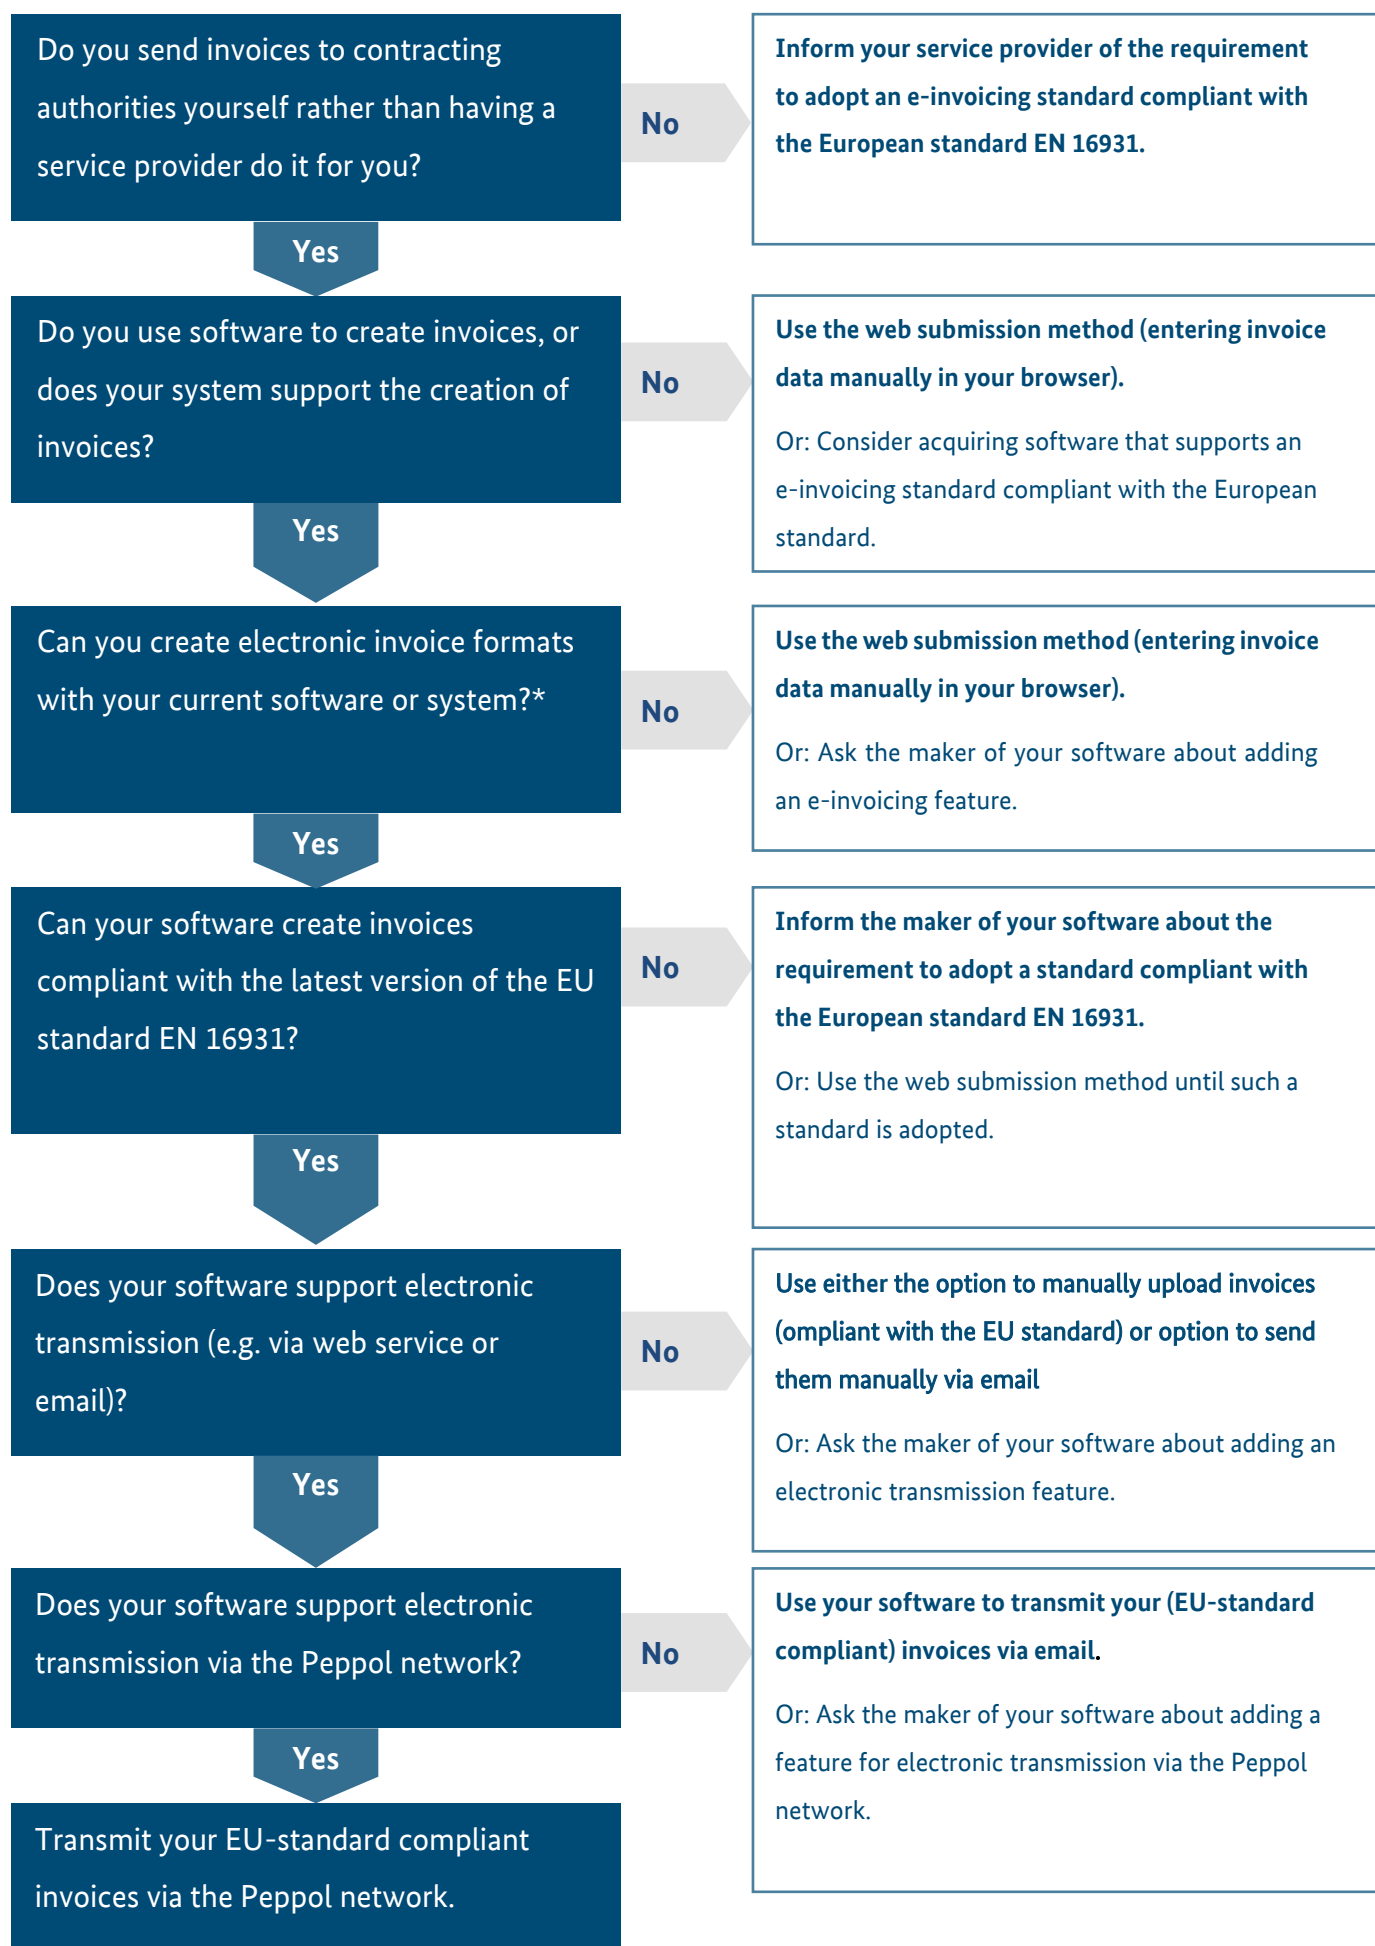 Do you send invoices to contracting
authorities yourself rather than having a
service provider do it for you?
No
Inform your service provider of the requirement
to adopt an e-invoicing standard compliant with
the European standard EN 16931.
Yes
Do you use software to create invoices, or
does your system support the creation of
invoices?
No
Use the web submission method (entering invoice
data manually in your browser).
Or: Consider acquiring software that supports an
e-invoicing standard compliant with the European
standard.
Yes
Can you create electronic invoice formats
with your current software or system?*
No
Use the web submission method (entering invoice
data manually in your browser).
Or: Ask the maker of your software about adding
an e-invoicing feature.
Yes
Can your software create invoices
compliant with the latest version of the EU
standard EN 16931?
No
Inform the maker of your software about the
requirement to adopt a standard compliant with
the European standard EN 16931.
Or: Use the web submission method until such a
standard is adopted.
Yes
Does your software support electronic
transmission (e.g. via web service or
email)?
No
Use either the option to manually upload invoices
(ompliant with the EU standard) or option to send
them manually via email
Or: Ask the maker of your software about adding an
electronic transmission feature.
Yes
Does your software support electronic
transmission via the Peppol network?
No
Use your software to transmit your (EU-standard
compliant) invoices via email.
Or: Ask the maker of your software about adding a
feature for electronic transmission via the Peppol
network.
Yes
Transmit your EU-standard compliant
invoices via the Peppol network.